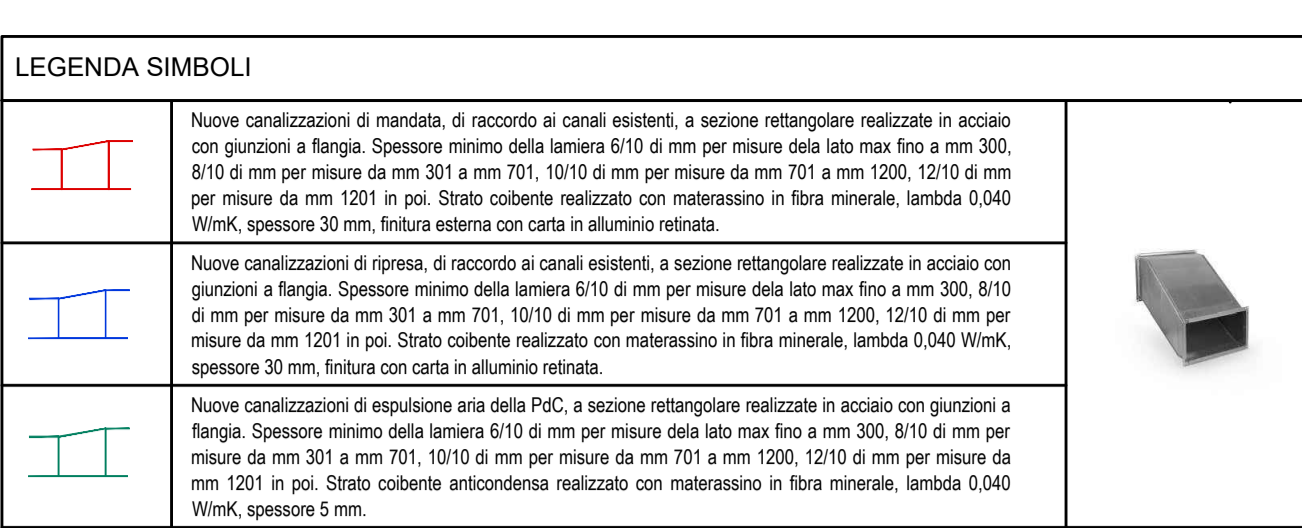 LEGENDA SIMBOLI
Nuove canalizzazioni di mandata, di raccordo ai canali esistenti, a sezione rettangolare realizzate in acciaio
con giunzioni a flangia. Spessore minimo della lamiera 6/10 di mm per misure dela lato max fino a mm 300,
8/10 di mm per misure da mm 301 a mm 701, 10/10 di mm per misure da mm 701 a mm 1200, 12/10 di mm
per misure da mm 1201 in poi. Strato coibente realizzato con materassino in fibra minerale, lambda 0,040
W/mK, spessore 30 mm, finitura esterna con carta in alluminio retinata.
Nuove canalizzazioni di ripresa, di raccordo ai canali esistenti, a sezione rettangolare realizzate in acciaio con
giunzioni a flangia. Spessore minimo della lamiera 6/10 di mm per misure dela lato max fino a mm 300, 8/10
di mm per misure da mm 301 a mm 701, 10/10 di mm per misure da mm 701 a mm 1200, 12/10 di mm per
misure da mm 1201 in poi. Strato coibente realizzato con materassino in fibra minerale, lambda 0,040 W/mK,
spessore 30 mm, finitura con carta in alluminio retinata.
Nuove canalizzazioni di espulsione aria della PdC, a sezione rettangolare realizzate in acciaio con giunzioni a
flangia. Spessore minimo della lamiera 6/10 di mm per misure dela lato max fino a mm 300, 8/10 di mm per
misure da mm 301 a mm 701, 10/10 di mm per misure da mm 701 a mm 1200, 12/10 di mm per misure da
mm 1201 in poi. Strato coibente anticondensa realizzato con materassino in fibra minerale, lambda 0,040
W/mK, spessore 5 mm.